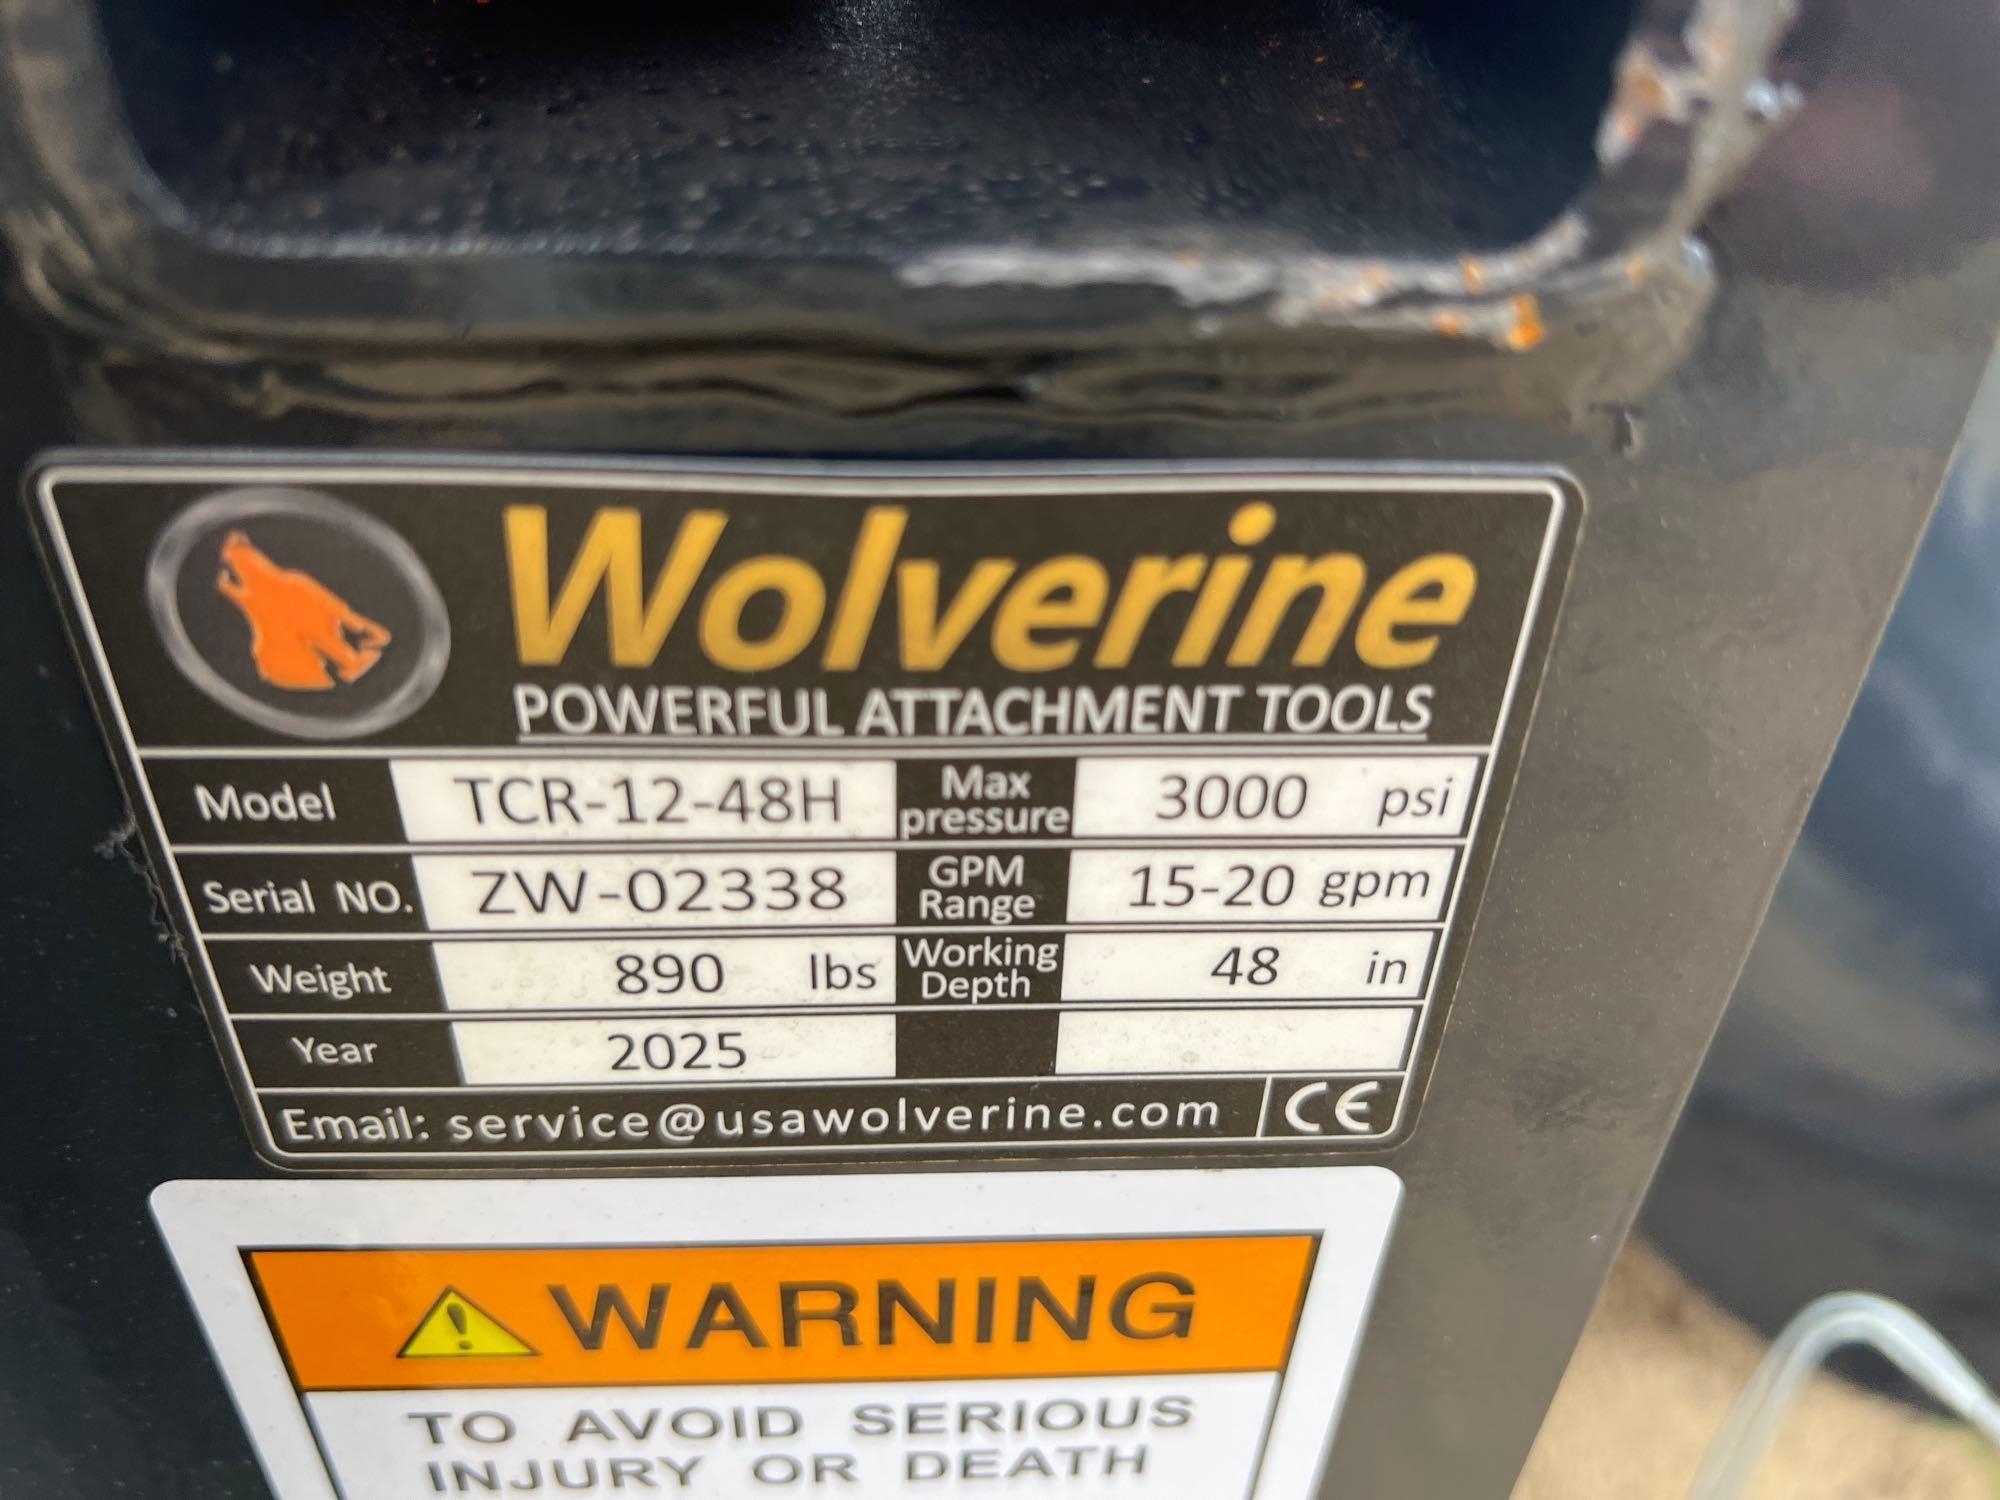 Wolverine
POWERFUL ATTACHMENT TOOLS
Model TCR-12-48H Max pressure 3000 psi
Serial NO. ZW-02338 GPM Range 15-20 gpm
Weight 890 lbs Working Depth 48 in
Year 2025
Email: service@usawolverine.com CE
WARNING
TO AVOID SERIOUS
INJURY OR DEATH